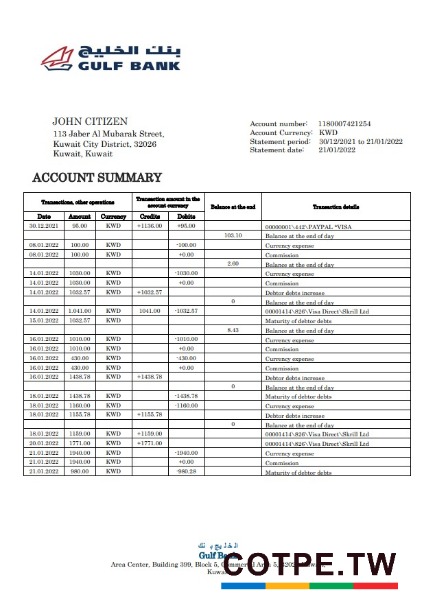 بنك الخليج
GULF BANK
JOHN CITIZEN
113 Jaber Al Mubarak Street,
Kuwait City District, 32026
Kuwait, Kuwait
Account number: 1180007421254
Account Currency: KWD
Statement period: 30/12/2021 to 21/01/2022
Statement date: 21/01/2022
ACCOUNT SUMMARY
Transactions, other operations Transaction amount in the account currency Balance at the end Transaction details
Date Amount Currency Credits Debits
30.12.2021 95.00 KWD +1136.00 +95.00 00000001\442\PAYPAL *VISA
103.10 Balance at the end of day
08.01.2022 100.00 KWD -100.00 Currency expense
08.01.2022 100.00 KWD +0.00 Commission
2.60 Balance at the end of day
14.01.2022 1030.00 KWD -1030.00 Currency expense
14.01.2022 1030.00 KWD +0.00 Commission
14.01.2022 1032.57 KWD +1032.57 Debtor debts increase
0 Balance at the end of day
14.01.2022 1.041.00 KWD 1041.00 -1032.57 00001414\826\Visa Direct\Skrill Ltd
15.01.2022 1032.57 KWD Maturity of debtor debts
8.43 Balance at the end of day
16.01.2022 1010.00 KWD -1010.00 Currency expense
16.01.2022 1010.00 KWD +0.00 Commission
16.01.2022 430.00 KWD -430.00 Currency expense
16.01.2022 430.00 KWD +0.00 Commission
16.01.2022 1438.78 KWD +1438.78 Debtor debts increase
0 Balance at the end of day
18.01.2022 1438.78 KWD -1438.78 Maturity of debtor debts
18.01.2022 1160.00 KWD -1160.00 Currency expense
18.01.2022 1155.78 KWD +1155.78 Debtor debts increase
0 Balance at the end of day
18.01.2022 1159.00 KWD +1159.00 00001414\826\Visa Direct\Skrill Ltd
20.01.2022 1771.00 KWD +1771.00 00001414\826\Visa Direct\Skrill Ltd
21.01.2022 1940.00 KWD -1940.00 Currency expense
21.01.2022 1940.00 KWD +0.00 Commission
21.01.2022 980.00 KWD -980.28 Maturity of debtor debts
Gulf Bank
Area Center, Building 399, Block 5,
COTPE.TW